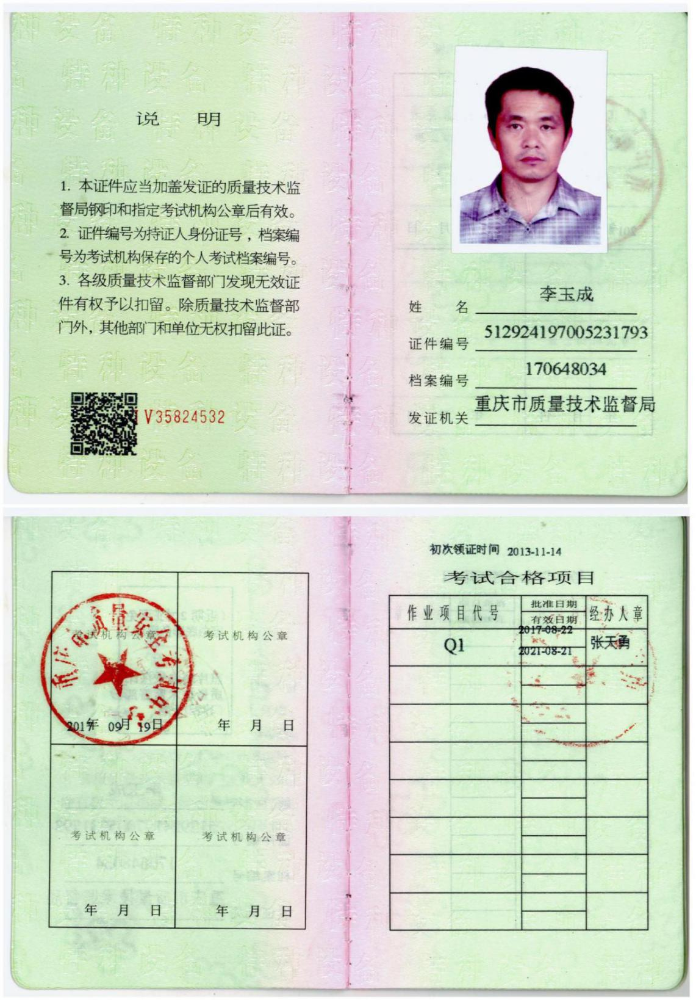 说 明
1. 本证件应当加盖发证的质量技术监
督局钢印和指定考试机构公章后有效。
2. 证件编号为持证人身份证号，档案编
号为考试机构保存的个人考试档案编号。
3. 各级质量技术监督部门发现无效证
件有权予以扣留。除质量技术监督部
门外，其他部门和单位无权扣留此证。
V35824532
姓 名 李玉成
证件编号 512924197005231793
档案编号 170648034
发证机关 重庆市质量技术监督局
考试机构公章 考试机构公章
重庆市质量安全考试中心
2017年 09月 19日 年 月 日
考试机构公章 考试机构公章
年 月 日 年 月 日
初次领证时间 2013-11-14
考试合格项目
作业项目代号 批准日期 经办人章
有效日期
Q1 2017-08-22 张天勇
2021-08-21